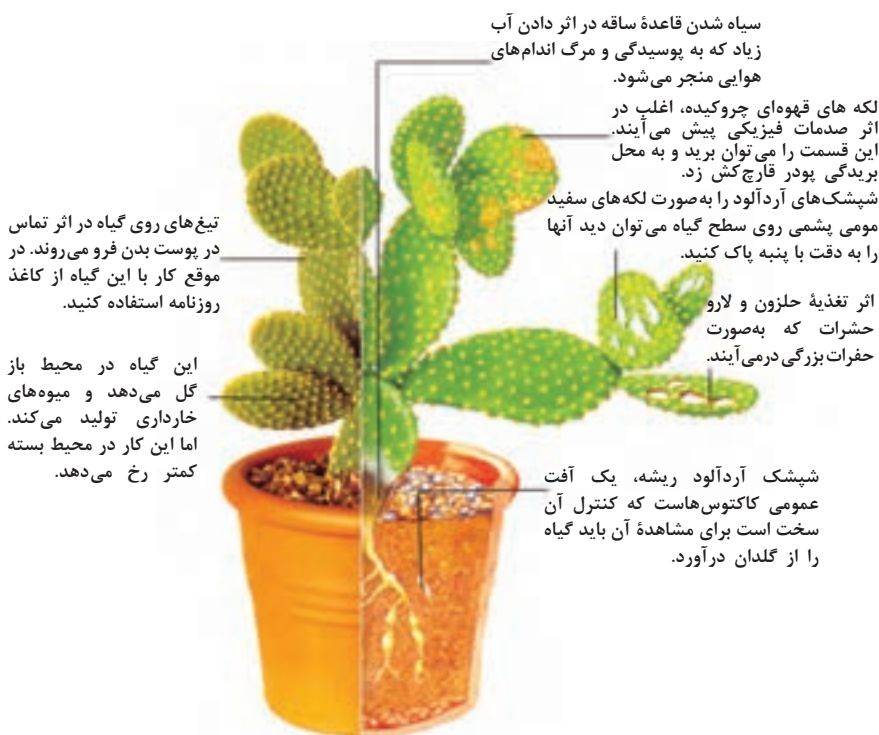 سیاه شدن قاعدهٔ ساقه در اثر دادن آب
زیاد که به پوسیدگی و مرگ اندام‌های
هوایی منجر می‌شود.
لکه های قهوه‌ای چروکیده، اغلب در
اثر صدمات فیزیکی پیش می‌آیند.
این قسمت را می‌توان برید و به محل
بریدگی پودر قارچ‌کش زد.
شپشک‌های آردآلود را به‌صورت لکه‌های سفید
مومی پشمی روی سطح گیاه می‌توان دید آنها
را به دقت با پنبه پاک کنید.
اثر تغذیهٔ حلزون و لارو
حشرات که به‌صورت
حفرات بزرگی درمی‌آیند.
شپشک آردآلود ریشه، یک آفت
عمومی کاکتوس‌هاست که کنترل آن
سخت است برای مشاهدهٔ آن باید گیاه
را از گلدان درآورد.
تیغ‌های روی گیاه در اثر تماس
در پوست بدن فرو می‌روند. در
موقع کار با این گیاه از کاغذ
روزنامه استفاده کنید.
این گیاه در محیط باز
گل می‌دهد و میوه‌های
خارداری تولید می‌کند.
اما این کار در محیط بسته
کمتر رخ می‌دهد.